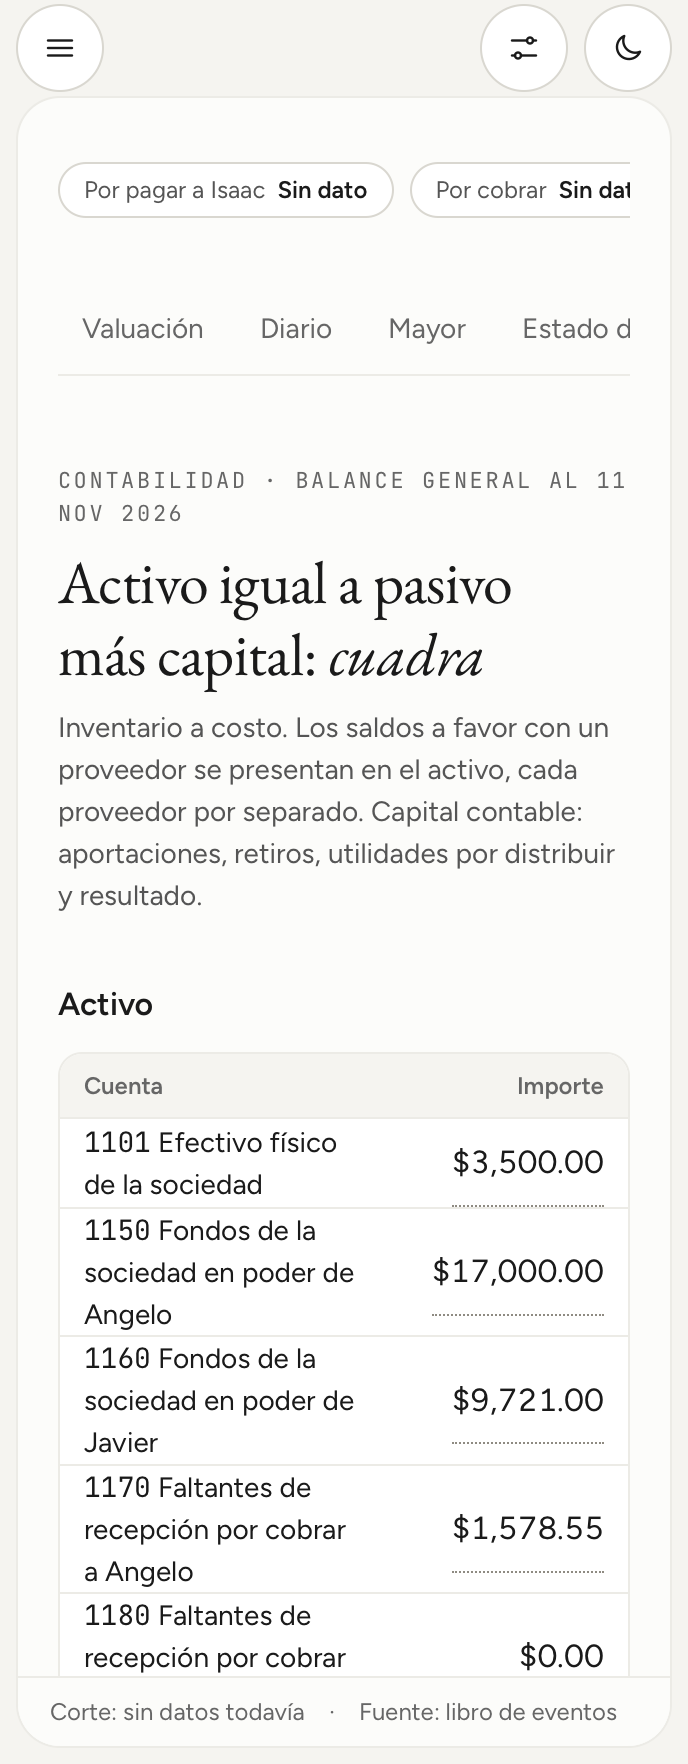 Por pagar a Isaac Sin dato
Por cobrar Sin dat
Valuación Diario Mayor Estado d
CONTABILIDAD · BALANCE GENERAL AL 11
NOV 2026
Activo igual a pasivo
más capital: cuadra
Inventario a costo. Los saldos a favor con un
proveedor se presentan en el activo, cada
proveedor por separado. Capital contable:
aportaciones, retiros, utilidades por distribuir
y resultado.
Activo
Cuenta Importe
1101 Efectivo físico
de la sociedad
$3,500.00
1150 Fondos de la
sociedad en poder de
Angelo
$17,000.00
1160 Fondos de la
sociedad en poder de
Javier
$9,721.00
1170 Faltantes de
recepción por cobrar
a Angelo
$1,578.55
1180 Faltantes de
recepción por cobrar
$0.00
Corte: sin datos todavía · Fuente: libro de eventos